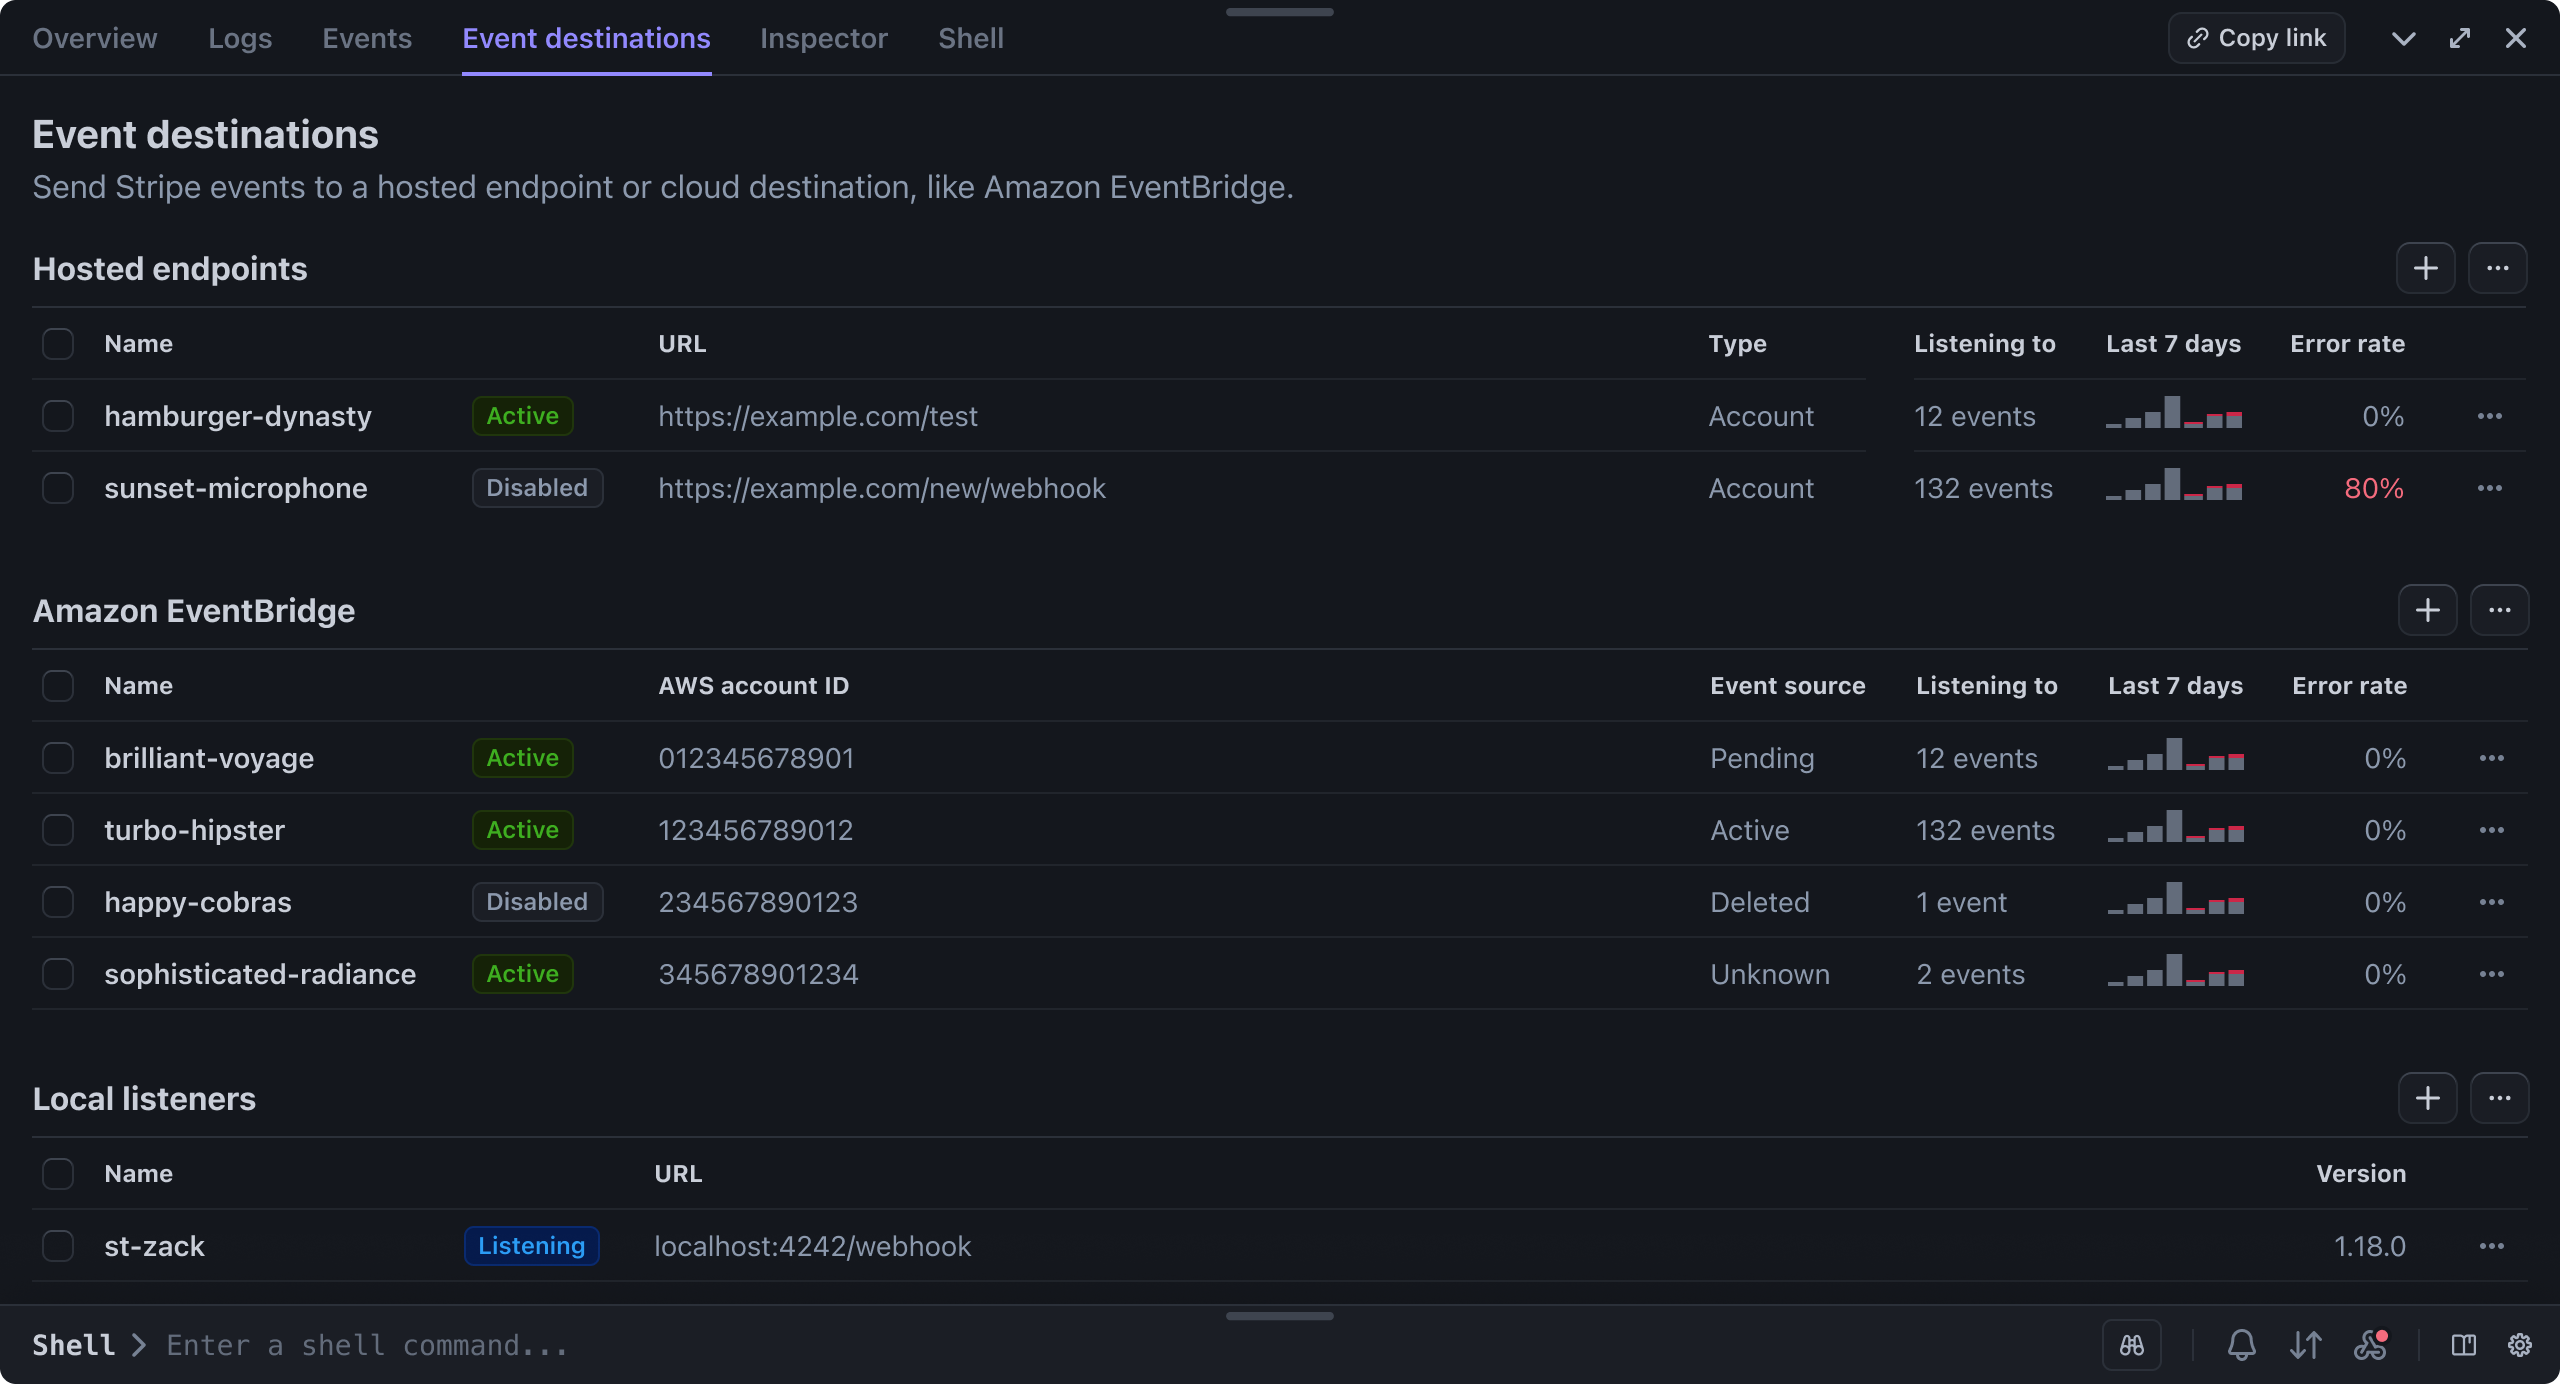 Overview Logs Events Event destinations Inspector Shell Copy link
Event destinations
Send Stripe events to a hosted endpoint or cloud destination, like Amazon EventBridge.
Hosted endpoints
Name URL Type Listening to Last 7 days Error rate
hamburger-dynasty Active https://example.com/test Account 12 events 0%
sunset-microphone Disabled https://example.com/new/webhook Account 132 events 80%
Amazon EventBridge
Name AWS account ID Event source Listening to Last 7 days Error rate
brilliant-voyage Active 012345678901 Pending 12 events 0%
turbo-hipster Active 123456789012 Active 132 events 0%
happy-cobras Disabled 234567890123 Deleted 1 event 0%
sophisticated-radiance Active 345678901234 Unknown 2 events 0%
Local listeners
Name URL Version
st-zack Listening localhost:4242/webhook 1.18.0
Shell Enter a shell command...